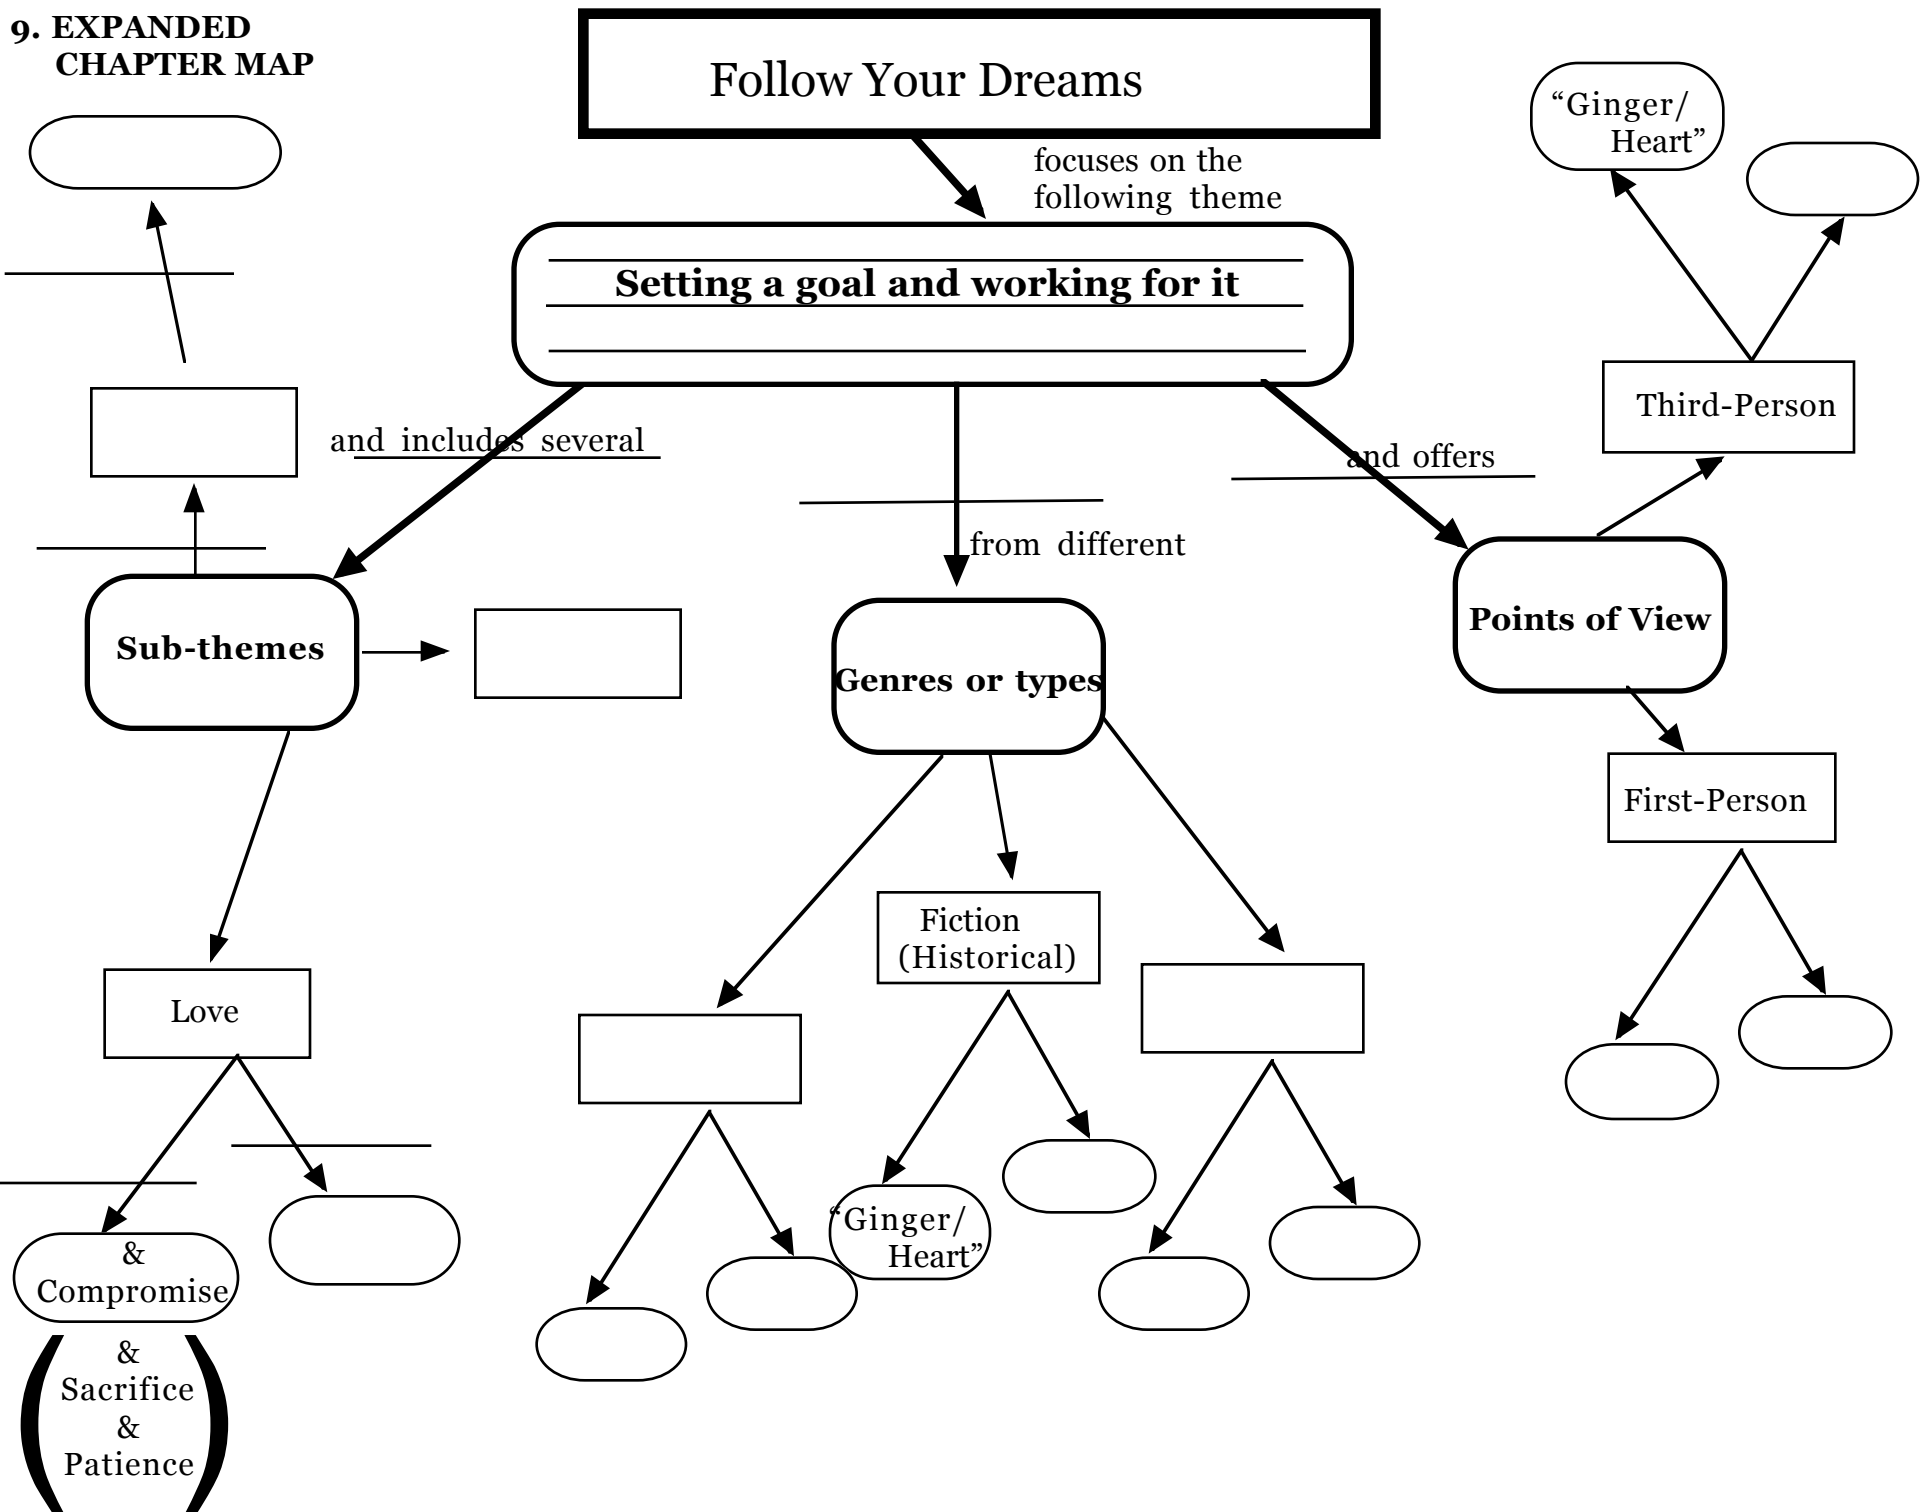 9. EXPANDED
CHAPTER MAP
Follow Your Dreams
focuses on the
following theme
Setting a goal and working for it
and includes several
from different
and offers
Sub-themes
Genres or types
Points of View
Third-Person
“Ginger/
Heart”
First-Person
Love
&
Compromise
&
Sacrifice
&
Patience
Fiction
(Historical)
“Ginger/
Heart”